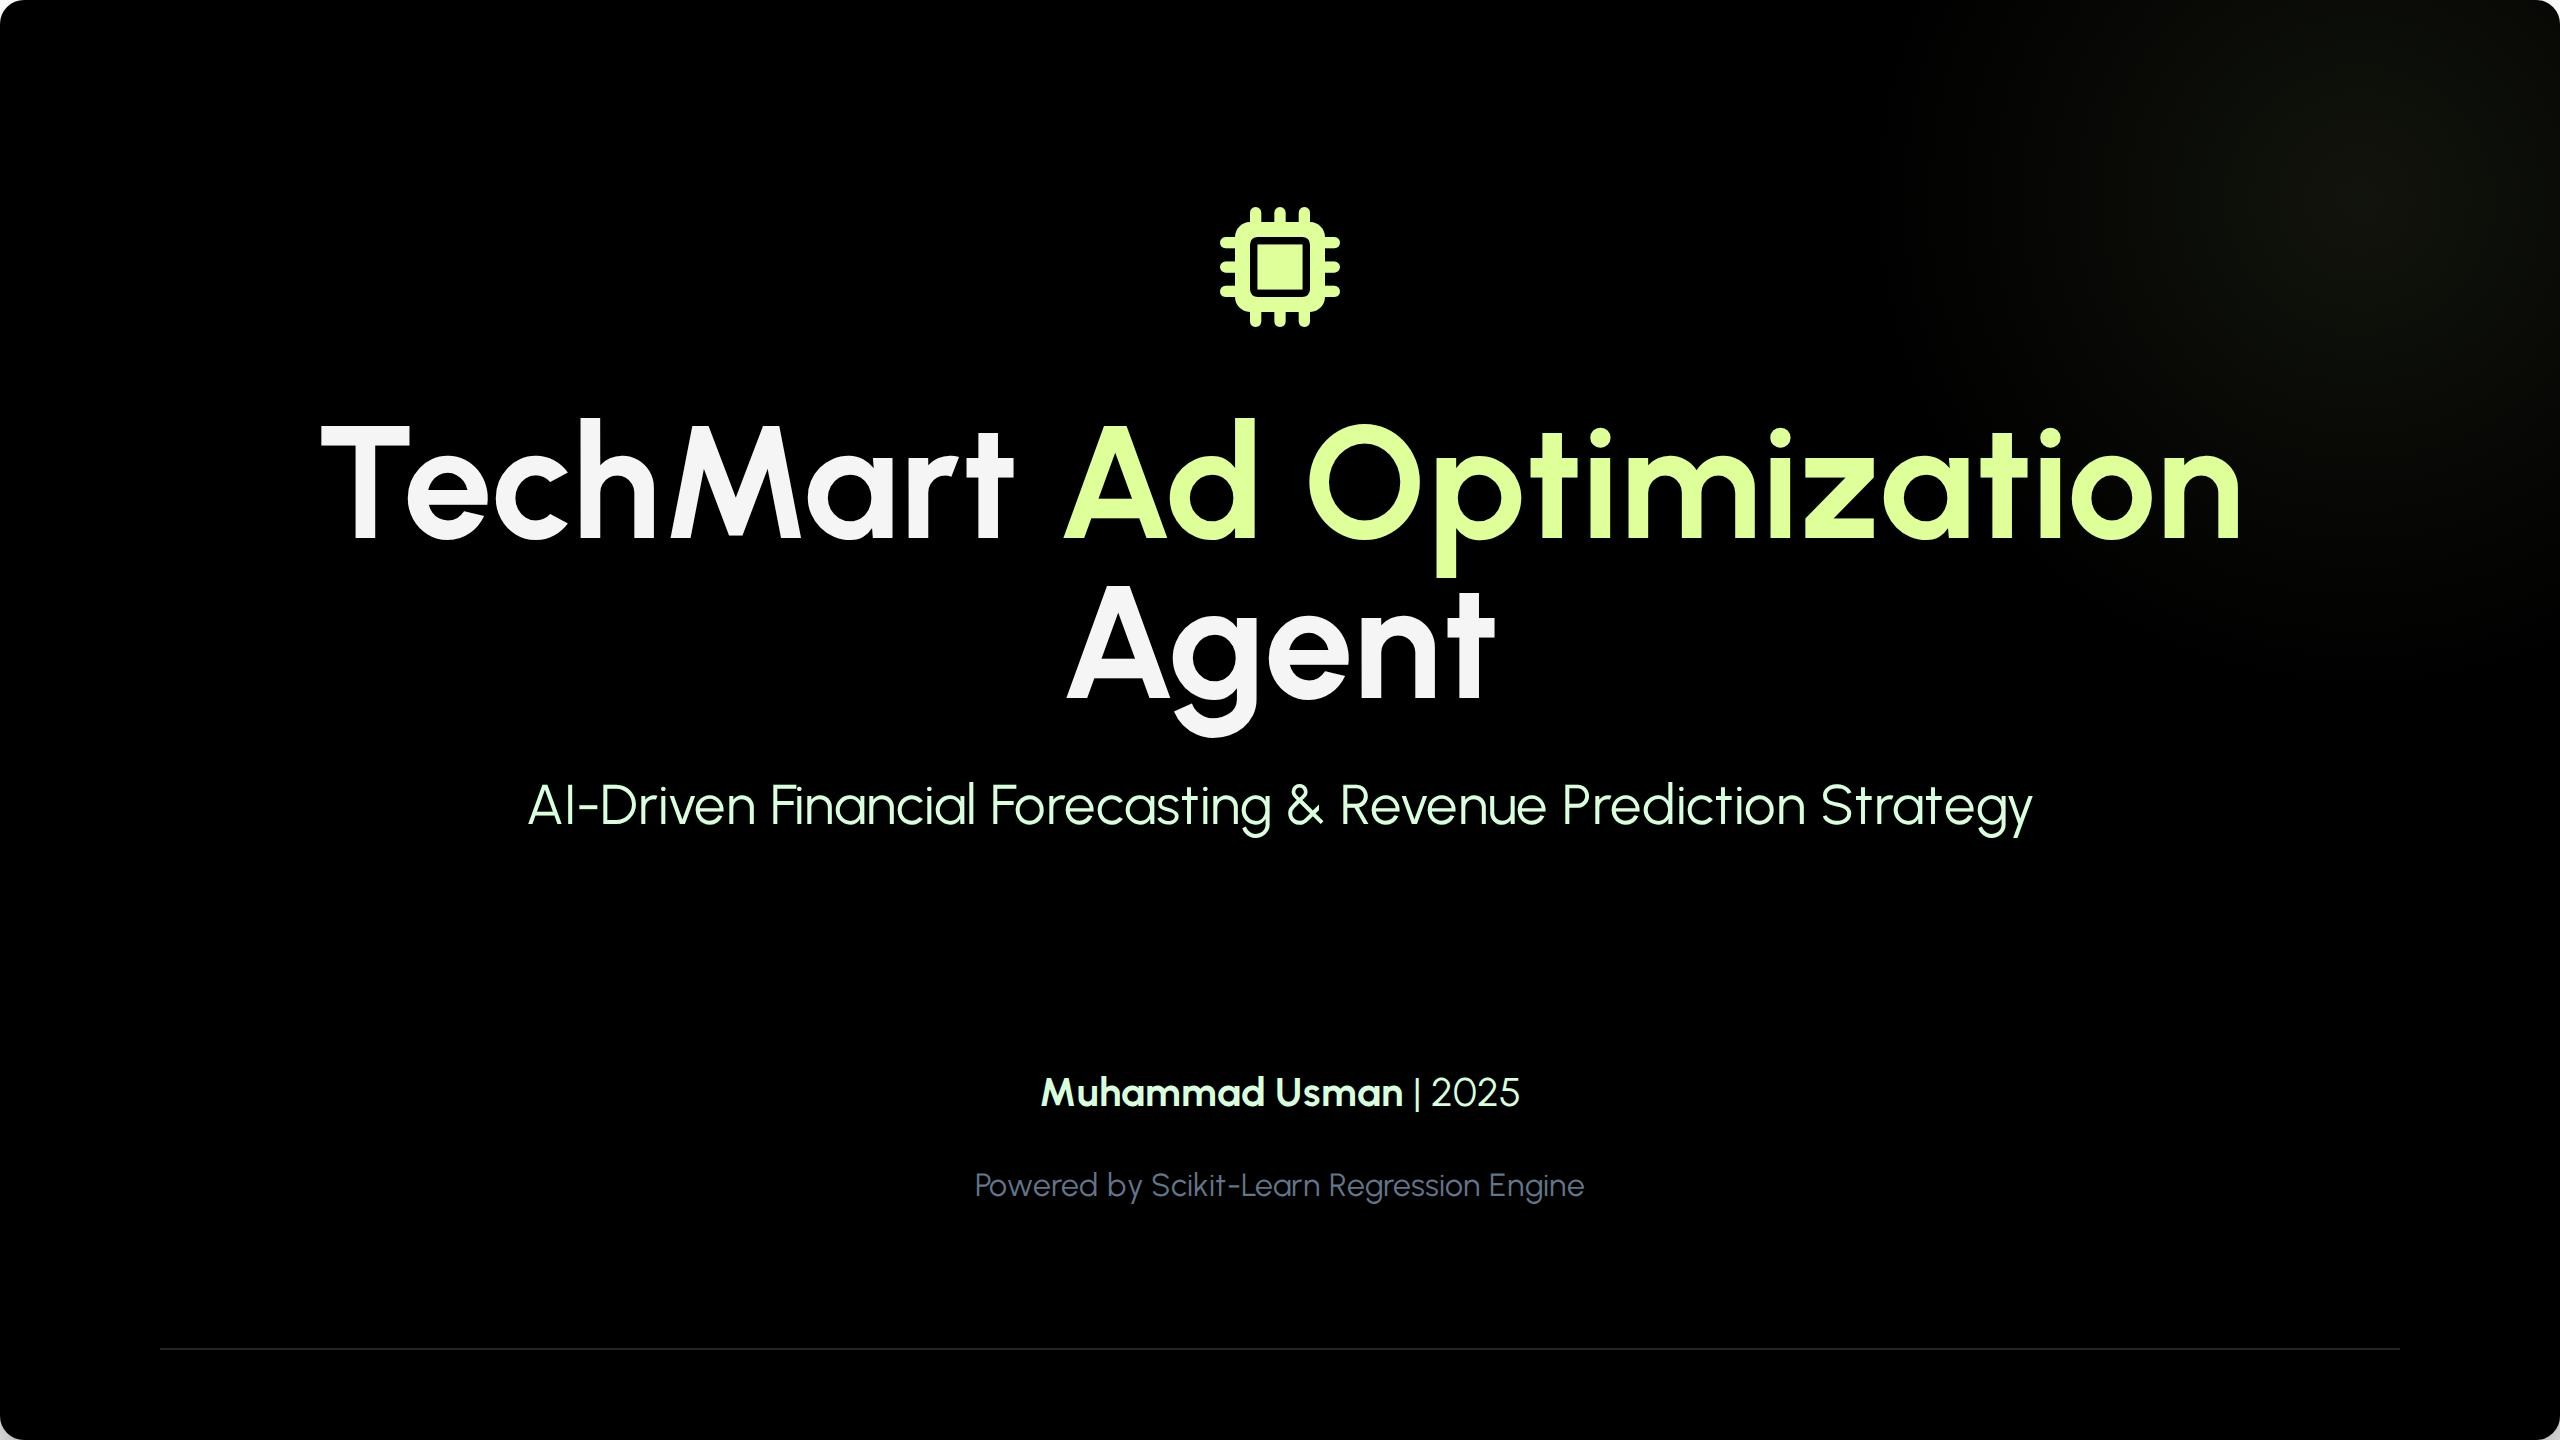 TechMart Ad Optimization
Agent
AI-Driven Financial Forecasting & Revenue Prediction Strategy
Muhammad Usman | 2025
Powered by Scikit-Learn Regression Engine